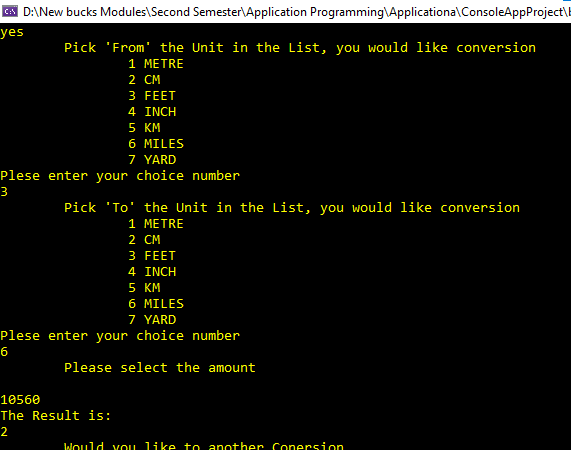 D:\New bucks Modules\Second Semester\Application Programming\Applicationa\ConsoleAppProject\
yes
Pick 'From' the Unit in the List, you would like conversion
1 METRE
2 CM
3 FEET
4 INCH
5 KM
6 MILES
7 YARD
Plese enter your choice number
3
Pick 'To' the Unit in the List, you would like conversion
1 METRE
2 CM
3 FEET
4 INCH
5 KM
6 MILES
7 YARD
Plese enter your choice number
6
Please select the amount
10560
The Result is:
2
Would you like to another Conersion